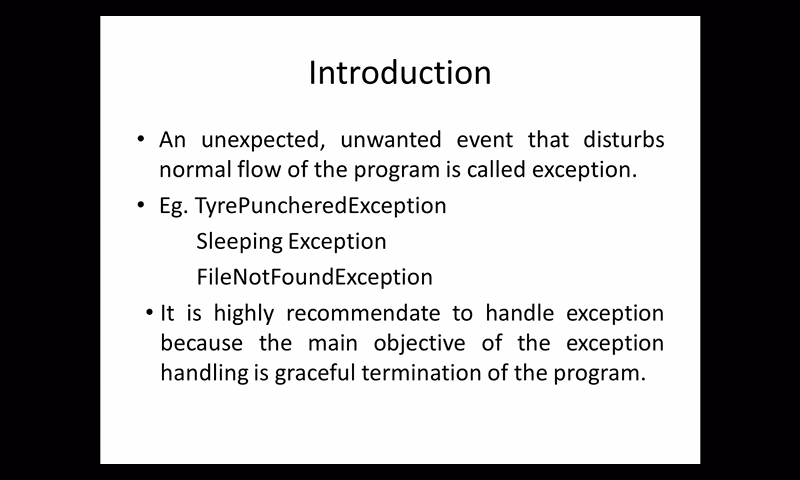 Introduction
• An unexpected, unwanted event that disturbs
normal flow of the program is called exception.
• Eg. TyrePuncheredException
Sleeping Exception
FileNotFoundException
• It is highly recommendate to handle exception
because the main objective of the exception
handling is graceful termination of the program.